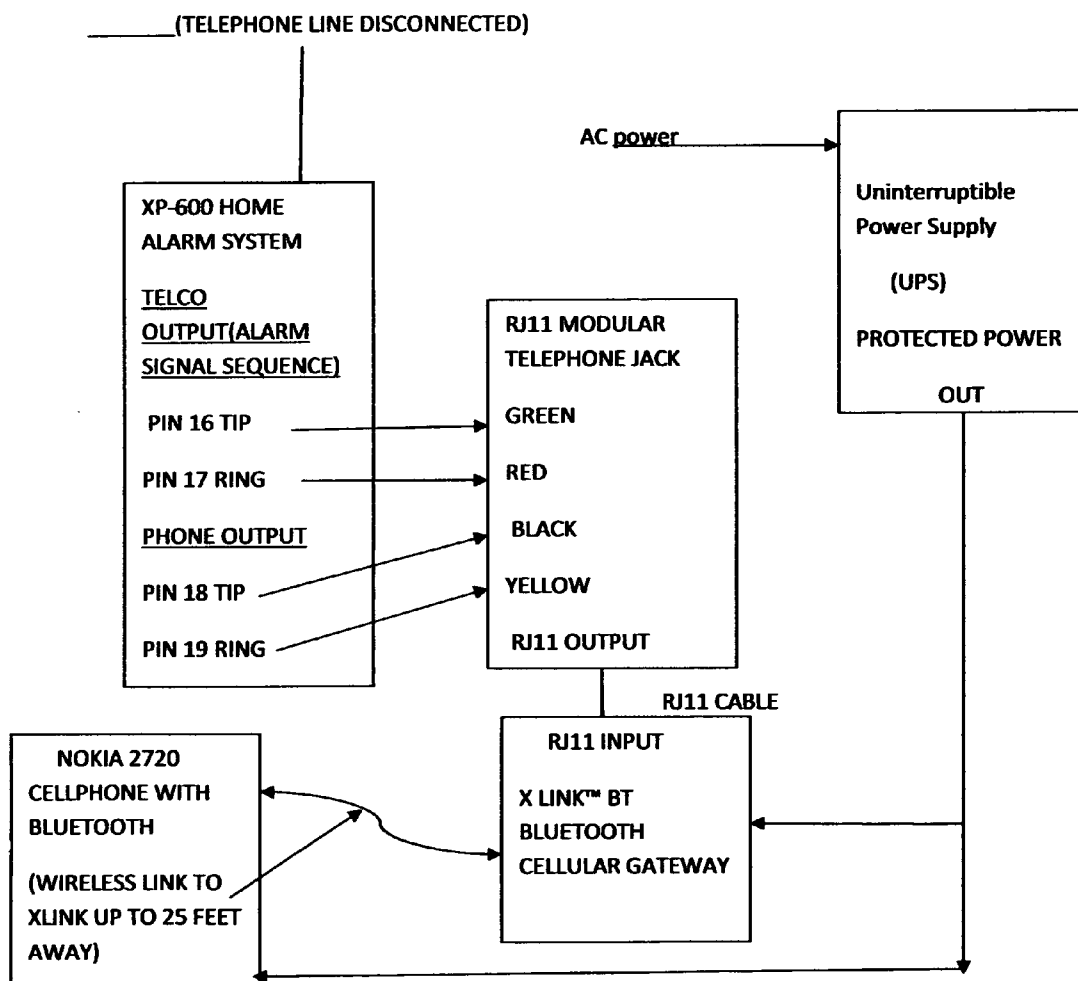 ______(TELEPHONE LINE DISCONNECTED)
AC power
Uninterruptible
Power Supply
(UPS)
PROTECTED POWER
OUT
XP-600 HOME
ALARM SYSTEM
TELCO
OUTPUT(ALARM
SIGNAL SEQUENCE)
PIN 16 TIP
PIN 17 RING
PHONE OUTPUT
PIN 18 TIP
PIN 19 RING
RJ11 MODULAR
TELEPHONE JACK
GREEN
RED
BLACK
YELLOW
RJ11 OUTPUT
RJ11 CABLE
RJ11 INPUT
X LINK™ BT
BLUETOOTH
CELLULAR GATEWAY
NOKIA 2720
CELLPHONE WITH
BLUETOOTH
(WIRELESS LINK TO
XLINK UP TO 25 FEET
AWAY)